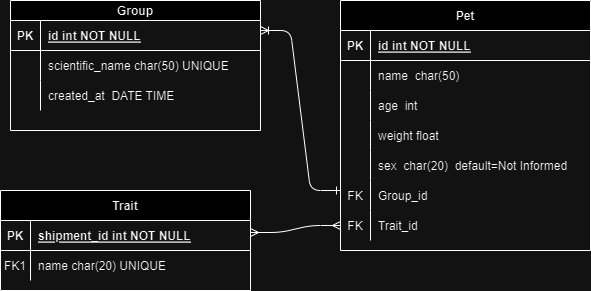 Group
PK id int NOT NULL
scientific_name char(50) UNIQUE
created_at DATE TIME
Pet
PK id int NOT NULL
name char(50)
age int
weight float
sex char(20) default=Not Informed
FK Group_id
FK Trait_id
Trait
PK shipment_id int NOT NULL
FK1 name char(20) UNIQUE